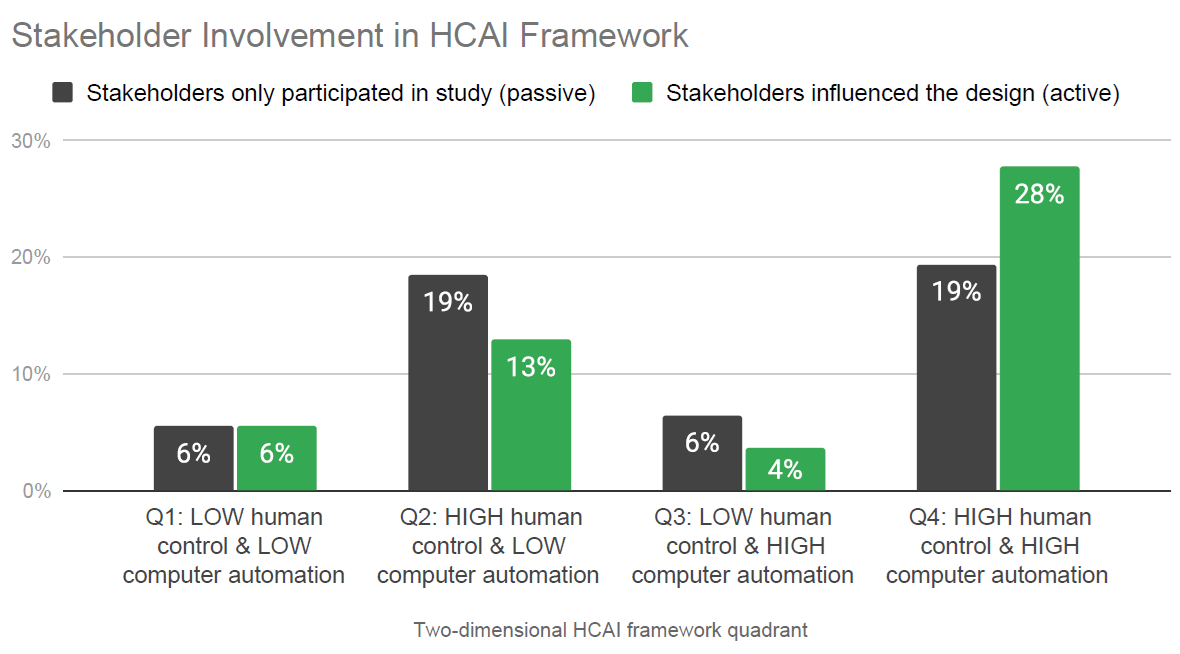 Stakeholder Involvement in HCAI Framework
Stakeholders only participated in study (passive)
Stakeholders influenced the design (active)
30%
20%
10%
0%
6%
6%
19%
13%
6%
4%
19%
28%
Q1: LOW human
control & LOW
computer automation
Q2: HIGH human
control & LOW
computer automation
Q3: LOW human
control & HIGH
computer automation
Q4: HIGH human
control & HIGH
computer automation
Two-dimensional HCAI framework quadrant